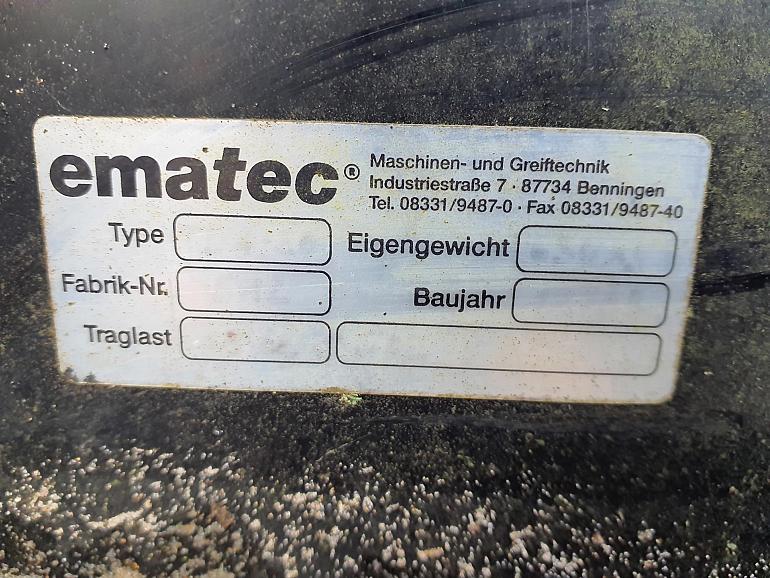 ematec®
Maschinen- und Greiftechnik
Industriestraße 7 · 87734 Benningen
Tel. 08331/9487-0 · Fax 08331/9487-40
Type
Eigengewicht
Fabrik-Nr.
Baujahr
Traglast